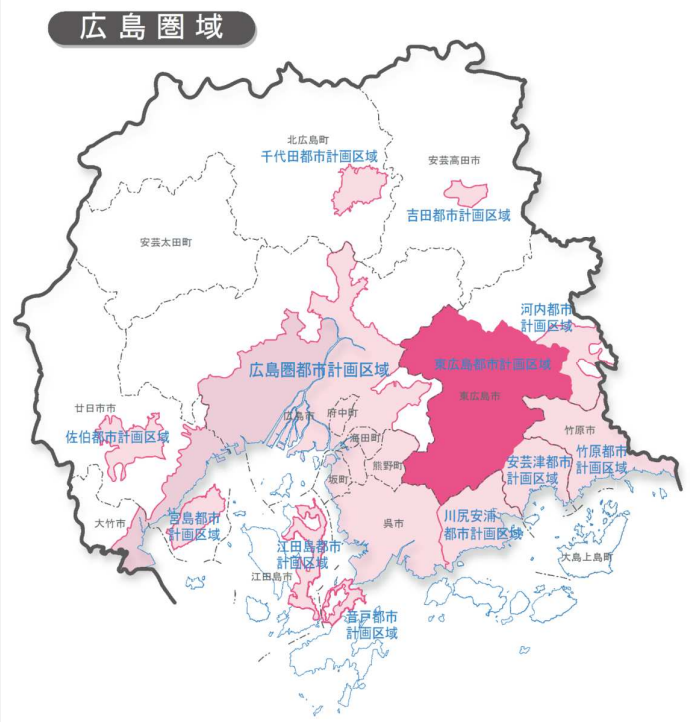 広島圏域
北広島町
千代田都市計画区域
安芸高田市
吉田都市計画区域
安芸太田町
河内都市
計画区域
東広島都市計画区域
広島圏都市計画区域
東広島市
廿日市市
佐伯都市計画区域
広島市
府中町
海田町
竹原市
竹原都市
計画区域
安芸津都市
計画区域
熊野町
坂町
大竹市
宮島都市
計画区域
呉市
川尻安浦
都市計画区域
江田島都市
計画区域
江田島市
大島上島町
音戸都市
計画区域